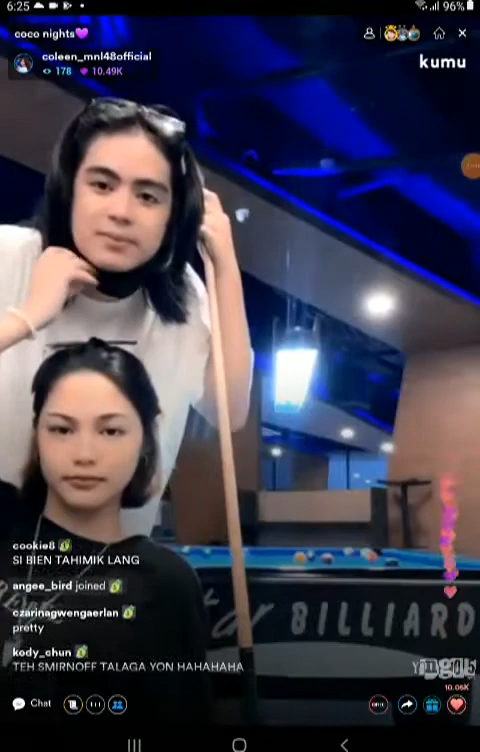 6:25
96%
coco nights💜
coleen_mnl48official
178 10.49K
kumu
cookie8
SI BIEN TAHIMIK LANG
angee_bird joined
czarinagwengaerlan
pretty
kody_chun
TEH SMIRNOFF TALAGA YON HAHAHAHA
BILLIARD
10.06K
Chat